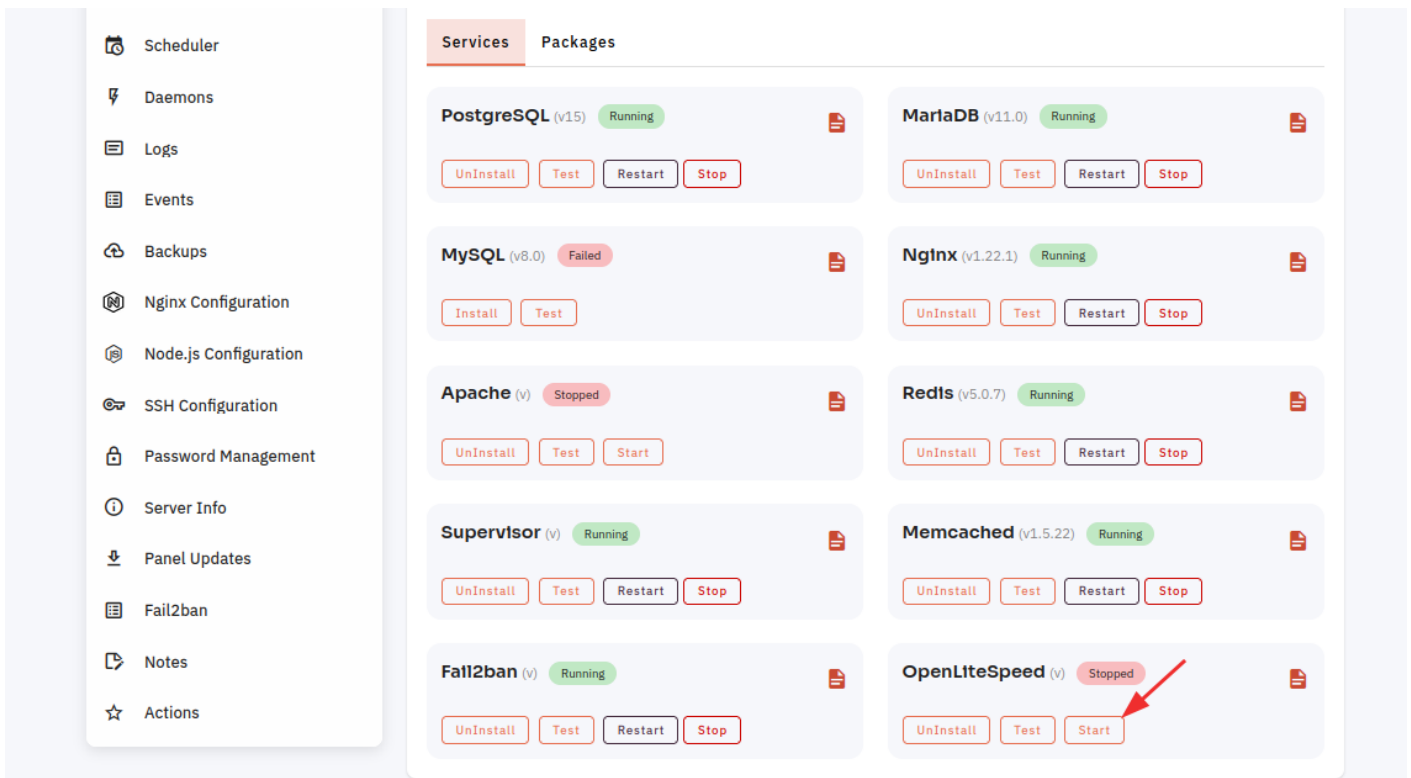 Scheduler
Daemons
Logs
Events
Backups
Nginx Configuration
Node.js Configuration
SSH Configuration
Password Management
Server Info
Panel Updates
Fail2ban
Notes
Actions
Services Packages
PostgreSQL (v15) Running
UnInstall Test Restart Stop
MariaDB (v11.0) Running
UnInstall Test Restart Stop
MySQL (v8.0) Failed
Install Test
Nginx (v1.22.1) Running
UnInstall Test Restart Stop
Apache (v) Stopped
UnInstall Test Start
Redis (v5.0.7) Running
UnInstall Test Restart Stop
Supervisor (v) Running
UnInstall Test Restart Stop
Memcached (v1.5.22) Running
UnInstall Test Restart Stop
Fail2ban (v) Running
UnInstall Test Restart Stop
OpenLiteSpeed (v) Stopped
UnInstall Test Start